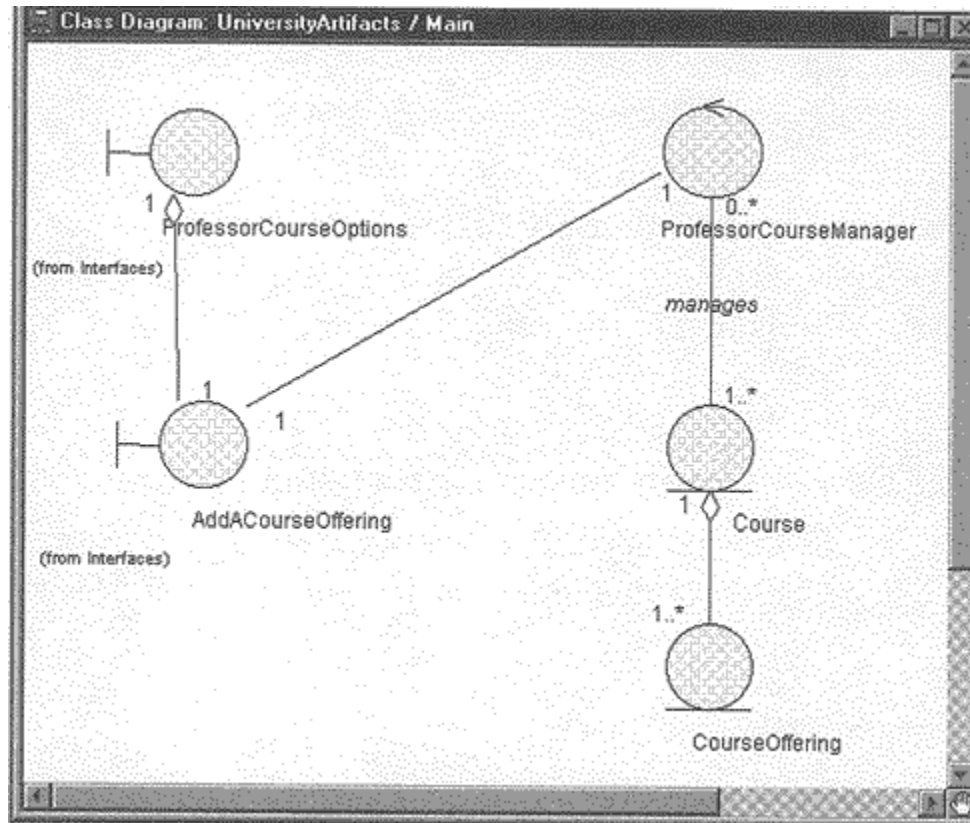 Class Diagram: UniversityArtifacts / Main
1
0..*
1
ProfessorCourseOptions
ProfessorCourseManager
(from Interfaces)
manages
1
1
1..*
AddACourseOffering
1
Course
(from Interfaces)
1..*
CourseOffering